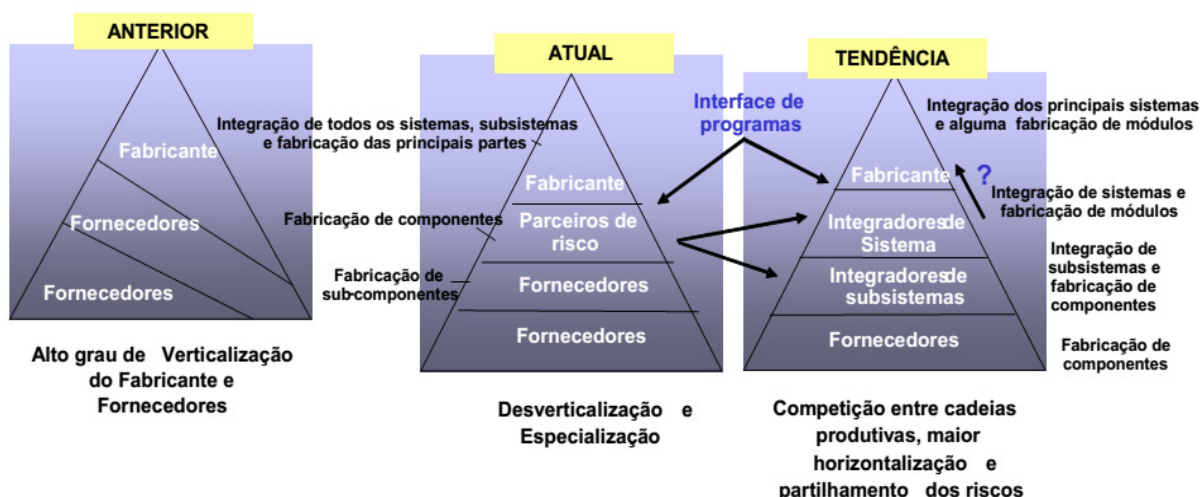 ANTERIOR
Fabricante
Fornecedores
Fornecedores
Alto grau de Verticalização
do Fabricante e
Fornecedores
ATUAL
Integração de todos os sistemas, subsistemas
e fabricação das principais partes
Fabricação de componentes
Fabricação de
sub-componentes
Fabricante
Parceiros de
risco
Fornecedores
Fornecedores
Desverticalização e
Especialização
Interface de
programas
TENDÊNCIA
Fabricante
Integradores de
Sistema
Integradores de
subsistemas
Fornecedores
Integração dos principais sistemas
e alguma fabricação de módulos
?
Integração de sistemas e
fabricação de módulos
Integração de
subsistemas e
fabricação de
componentes
Fabricação de
componentes
Competição entre cadeias
produtivas, maior
horizontalização e
partilhamento dos riscos